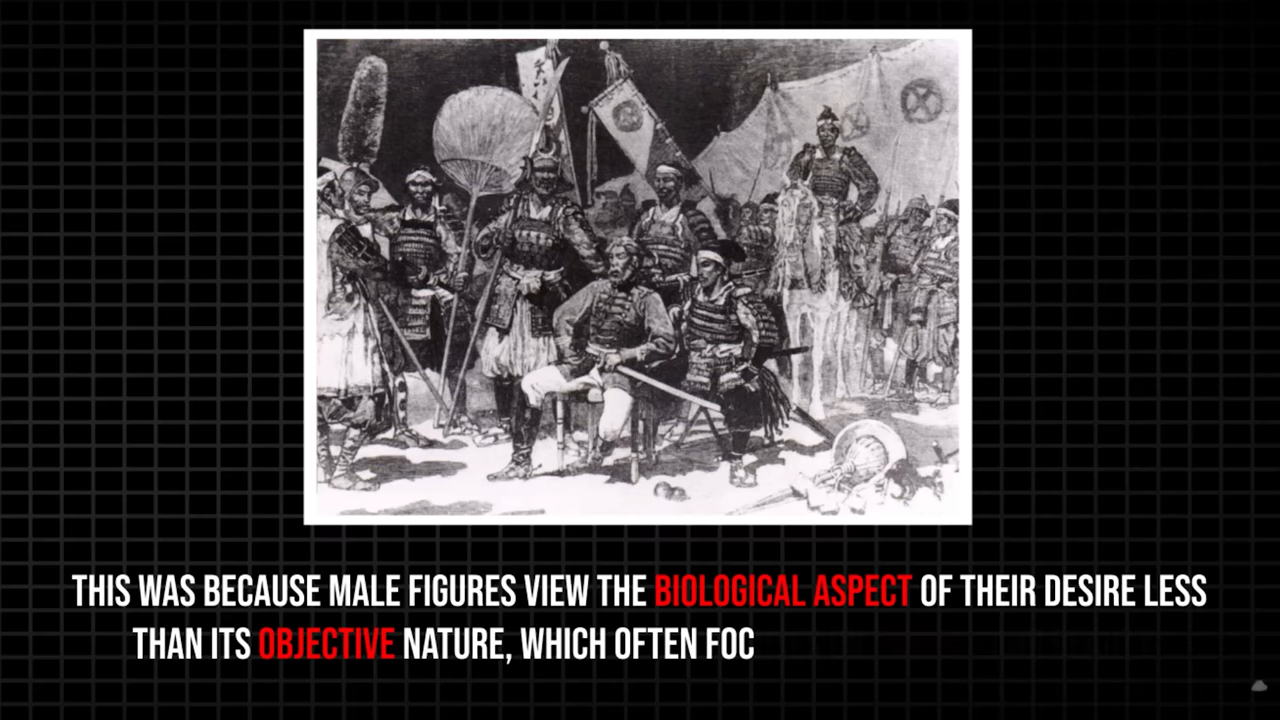 THIS WAS BECAUSE MALE FIGURES VIEW THE BIOLOGICAL ASPECT OF THEIR DESIRE LESS
THAN ITS OBJECTIVE NATURE, WHICH OFTEN FOC